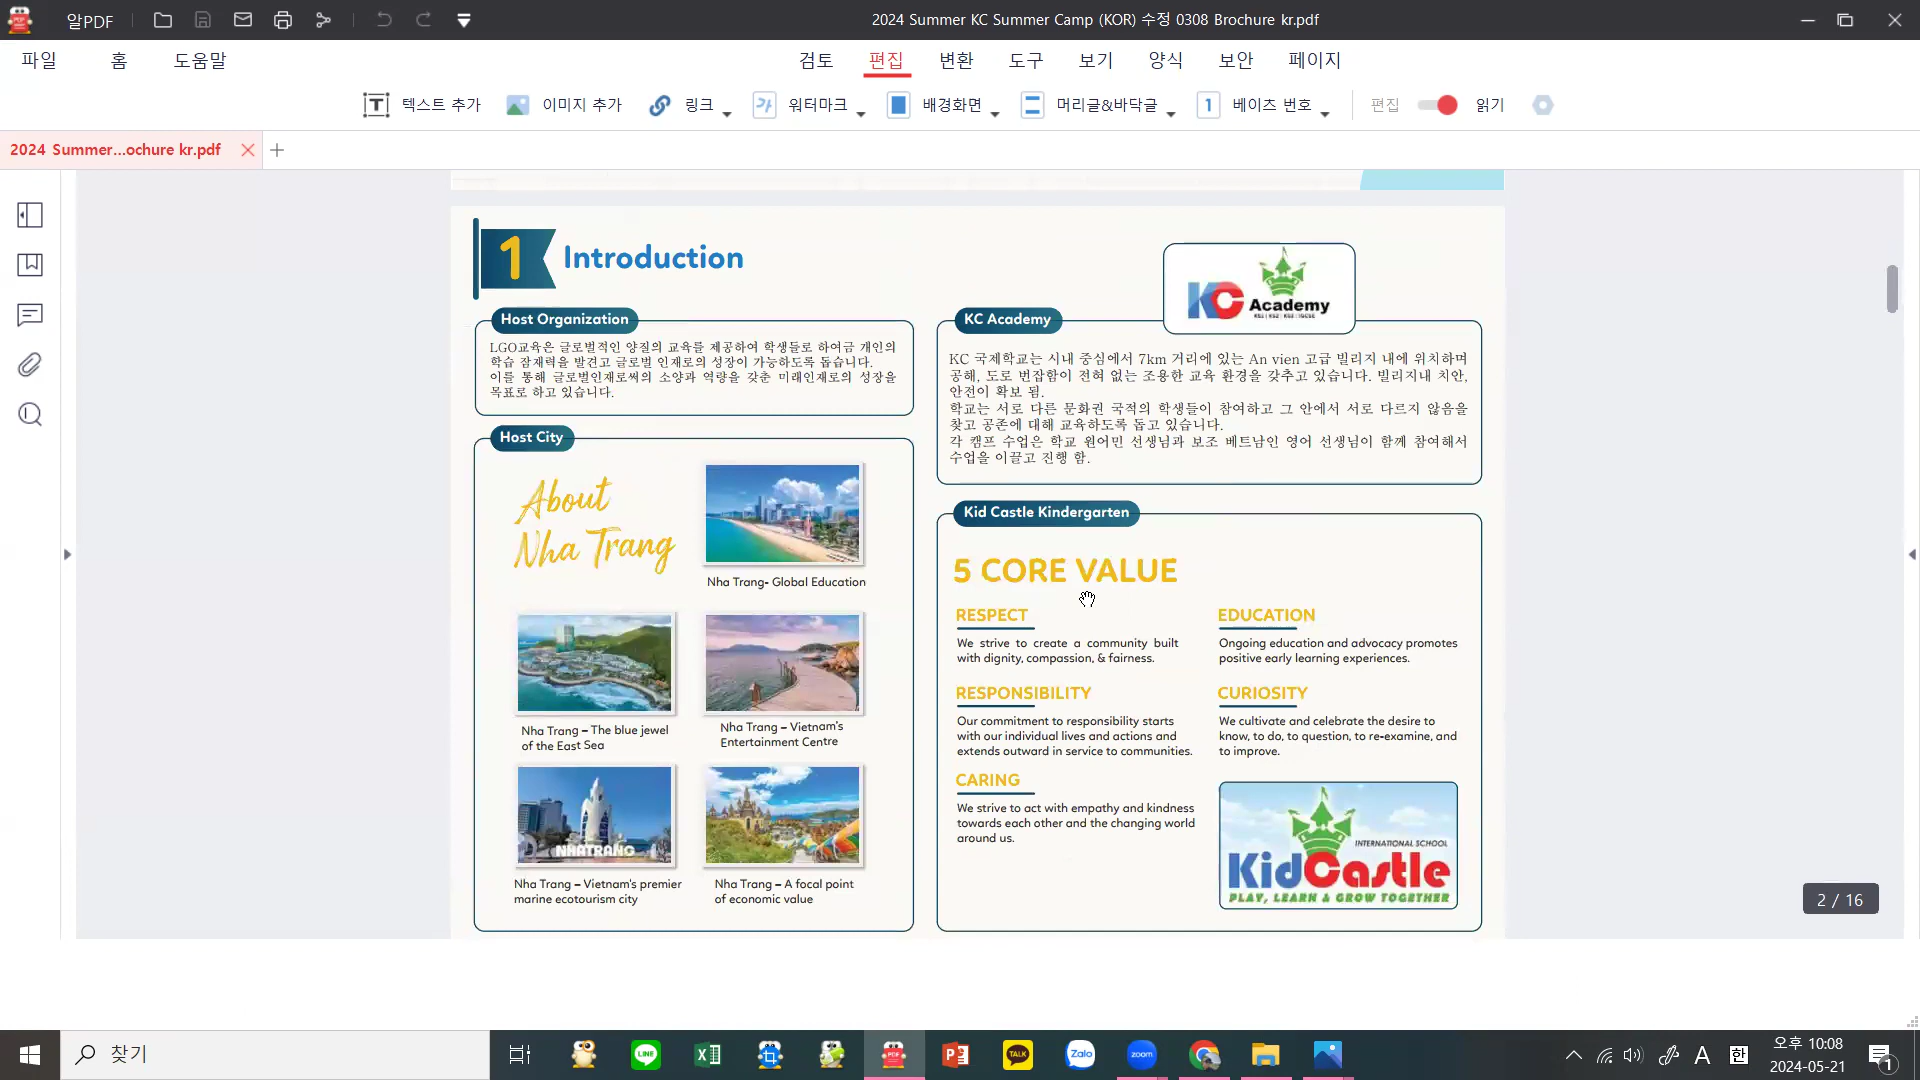 알PDF
2024 Summer KC Summer Camp (KOR) 수정 0308 Brochure kr.pdf
파일 홈 도움말 검토 편집 변환 도구 보기 양식 보안 페이지
텍스트 추가 이미지 추가 링크 워터마크 배경화면 머리글&바닥글 베이즈 번호 편집 읽기
2024 Summer...ochure kr.pdf
1 Introduction
Host Organization
LGO교육은 글로벌적인 양질의 교육를 제공하여 학생들로 하여금 개인의
학습 잠재력을 발견고 글로벌 인재로의 성장이 가능하도록 돕습니다.
이를 통해 글로벌인재로써의 소양과 역량을 갖춘 미래인재로의 성장을
목표로 하고 있습니다.
Host City
About
Nha Trang
Nha Trang- Global Education
Nha Trang – The blue jewel
of the East Sea
Nha Trang – Vietnam's
Entertainment Centre
NHATRANG
Nha Trang – Vietnam's premier
marine ecotourism city
Nha Trang – A focal point
of economic value
KC Academy
KS1 | KS2 | KS3 | IGCSE
KC Academy
KC 국제학교는 시내 중심에서 7km 거리에 있는 An vien 고급 빌리지 내에 위치하며
공해, 도로 번잡함이 전혀 없는 조용한 교육 환경을 갖추고 있습니다. 빌리지내 치안,
안전이 확보 됨.
학교는 서로 다른 문화권 국적의 학생들이 참여하고 그 안에서 서로 다르지 않음을
찾고 공존에 대해 교육하도록 돕고 있습니다.
각 캠프 수업은 학교 원어민 선생님과 보조 베트남인 영어 선생님이 함께 참여해서
수업을 이끌고 진행 함.
Kid Castle Kindergarten
5 CORE VALUE
RESPECT
We strive to create a community built
with dignity, compassion, & fairness.
EDUCATION
Ongoing education and advocacy promotes
positive early learning experiences.
RESPONSIBILITY
Our commitment to responsibility starts
with our individual lives and actions and
extends outward in service to communities.
CURIOSITY
We cultivate and celebrate the desire to
know, to do, to question, to re-examine, and
to improve.
CARING
We strive to act with empathy and kindness
towards each other and the changing world
around us.
INTERNATIONAL SCHOOL
KidCastle
PLAY, LEARN & GROW TOGETHER
2 / 16
찾기
LINE
PDF
TALK
Zalo
zoom
A 한
오후 10:08
2024-05-21
1